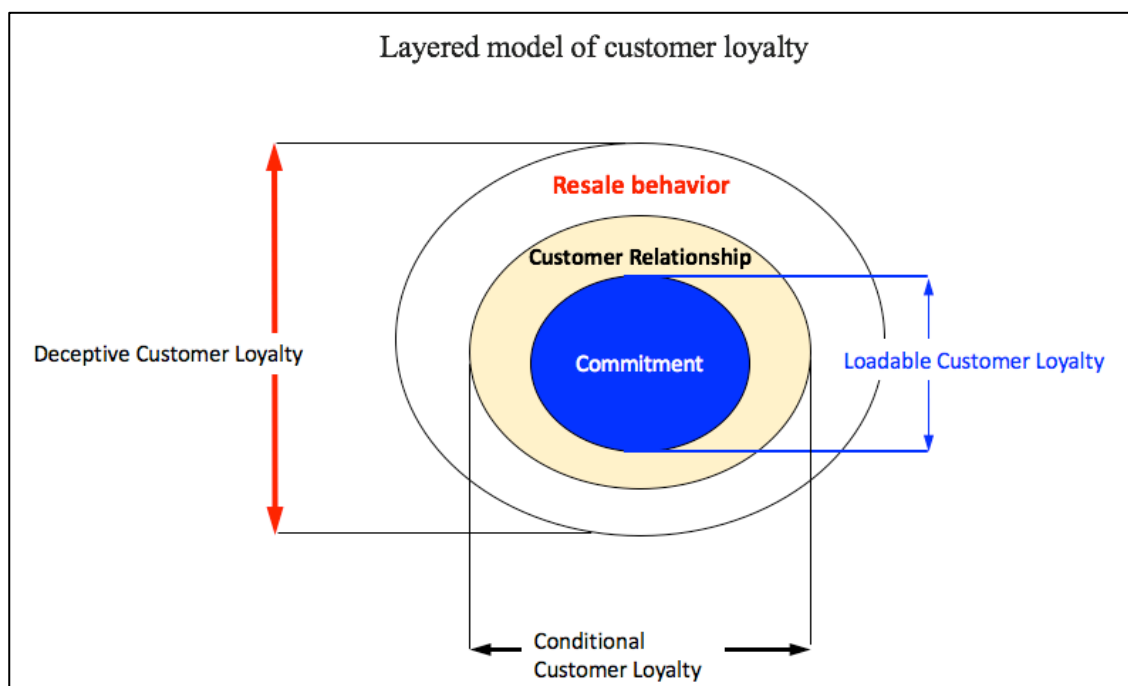 Layered model of customer loyalty
Resale behavior
Customer Relationship
Commitment
Deceptive Customer Loyalty
Loadable Customer Loyalty
Conditional
Customer Loyalty